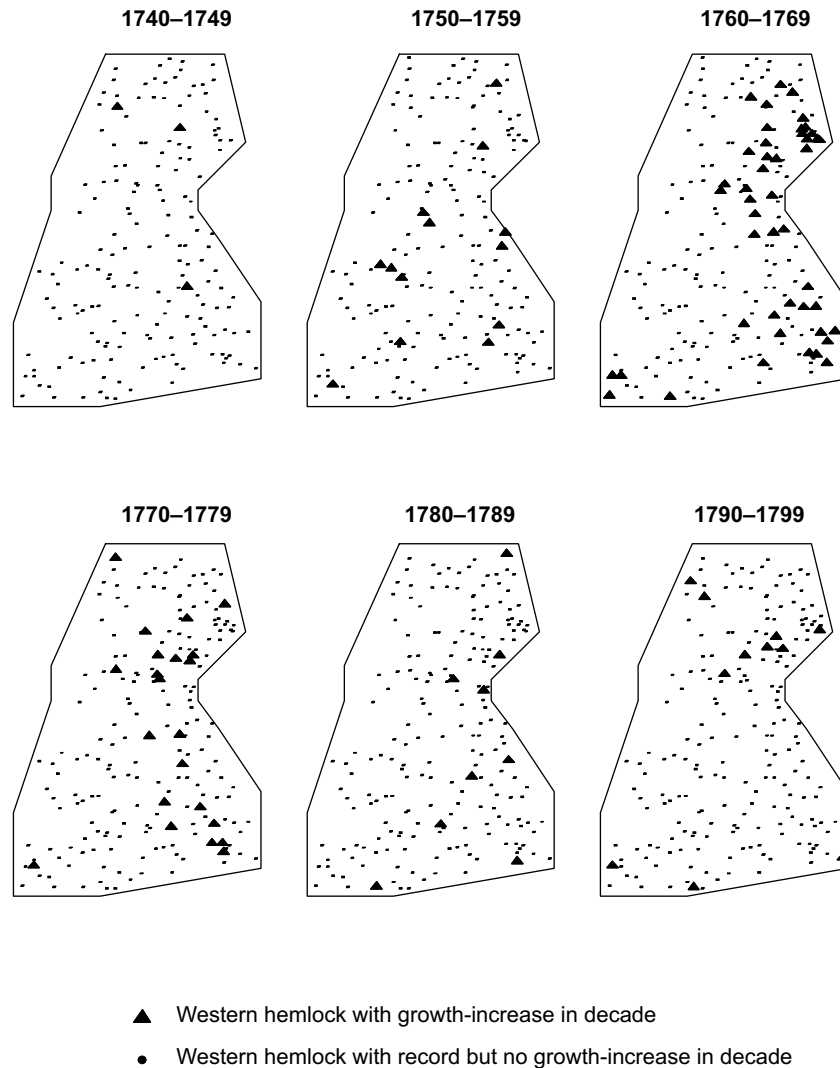 1740–1749 1750–1759 1760–1769
1770–1779 1780–1789 1790–1799
Western hemlock with growth-increase in decade
Western hemlock with record but no growth-increase in decade